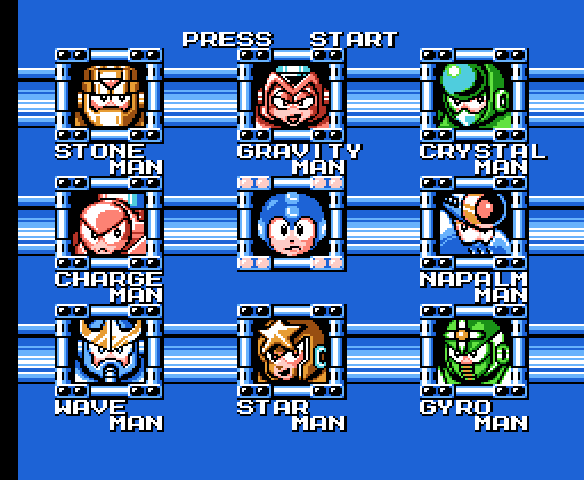 PRESS START
STONE MAN
GRAVITY MAN
CRYSTAL MAN
CHARGE MAN
NAPALM MAN
WAVE MAN
STAR MAN
GYRO MAN